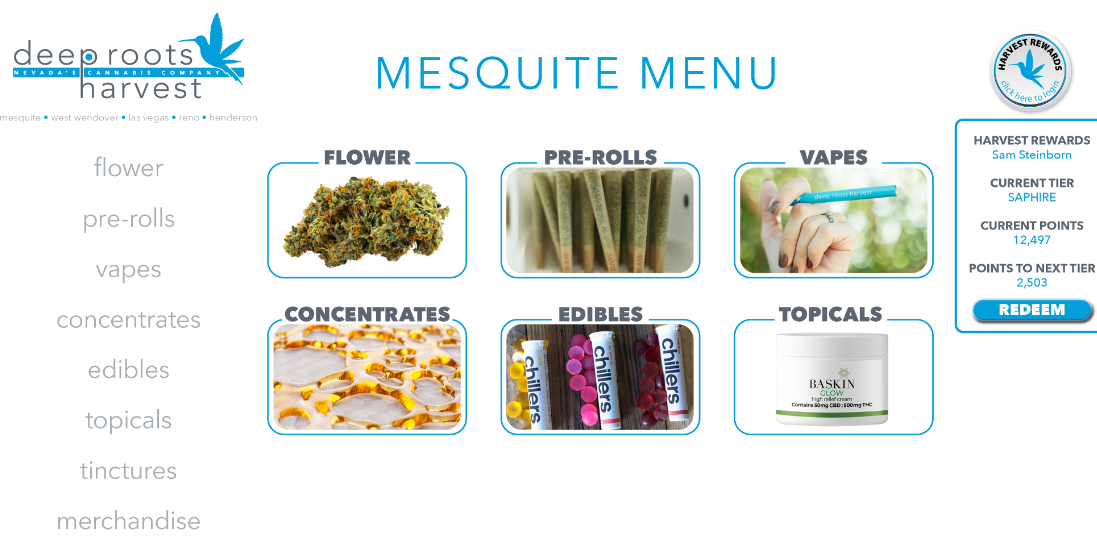 deep roots
NEVADA'S CANNABIS COMPANY
harvest
mesquite • west wendover • las vegas • reno • henderson
MESQUITE MENU
HARVEST REWARDS
click here to login
flower
pre-rolls
vapes
concentrates
edibles
topicals
tinctures
merchandise
FLOWER
PRE-ROLLS
VAPES
deep roots harvest
CONCENTRATES
EDIBLES
chillers
chillers
chillers
TOPICALS
BASKIN
GLOW
high relief cream
Contains 50mg CBD : 500mg THC
HARVEST REWARDS
Sam Steinborn
CURRENT TIER
SAPHIRE
CURRENT POINTS
12,497
POINTS TO NEXT TIER
2,503
REDEEM